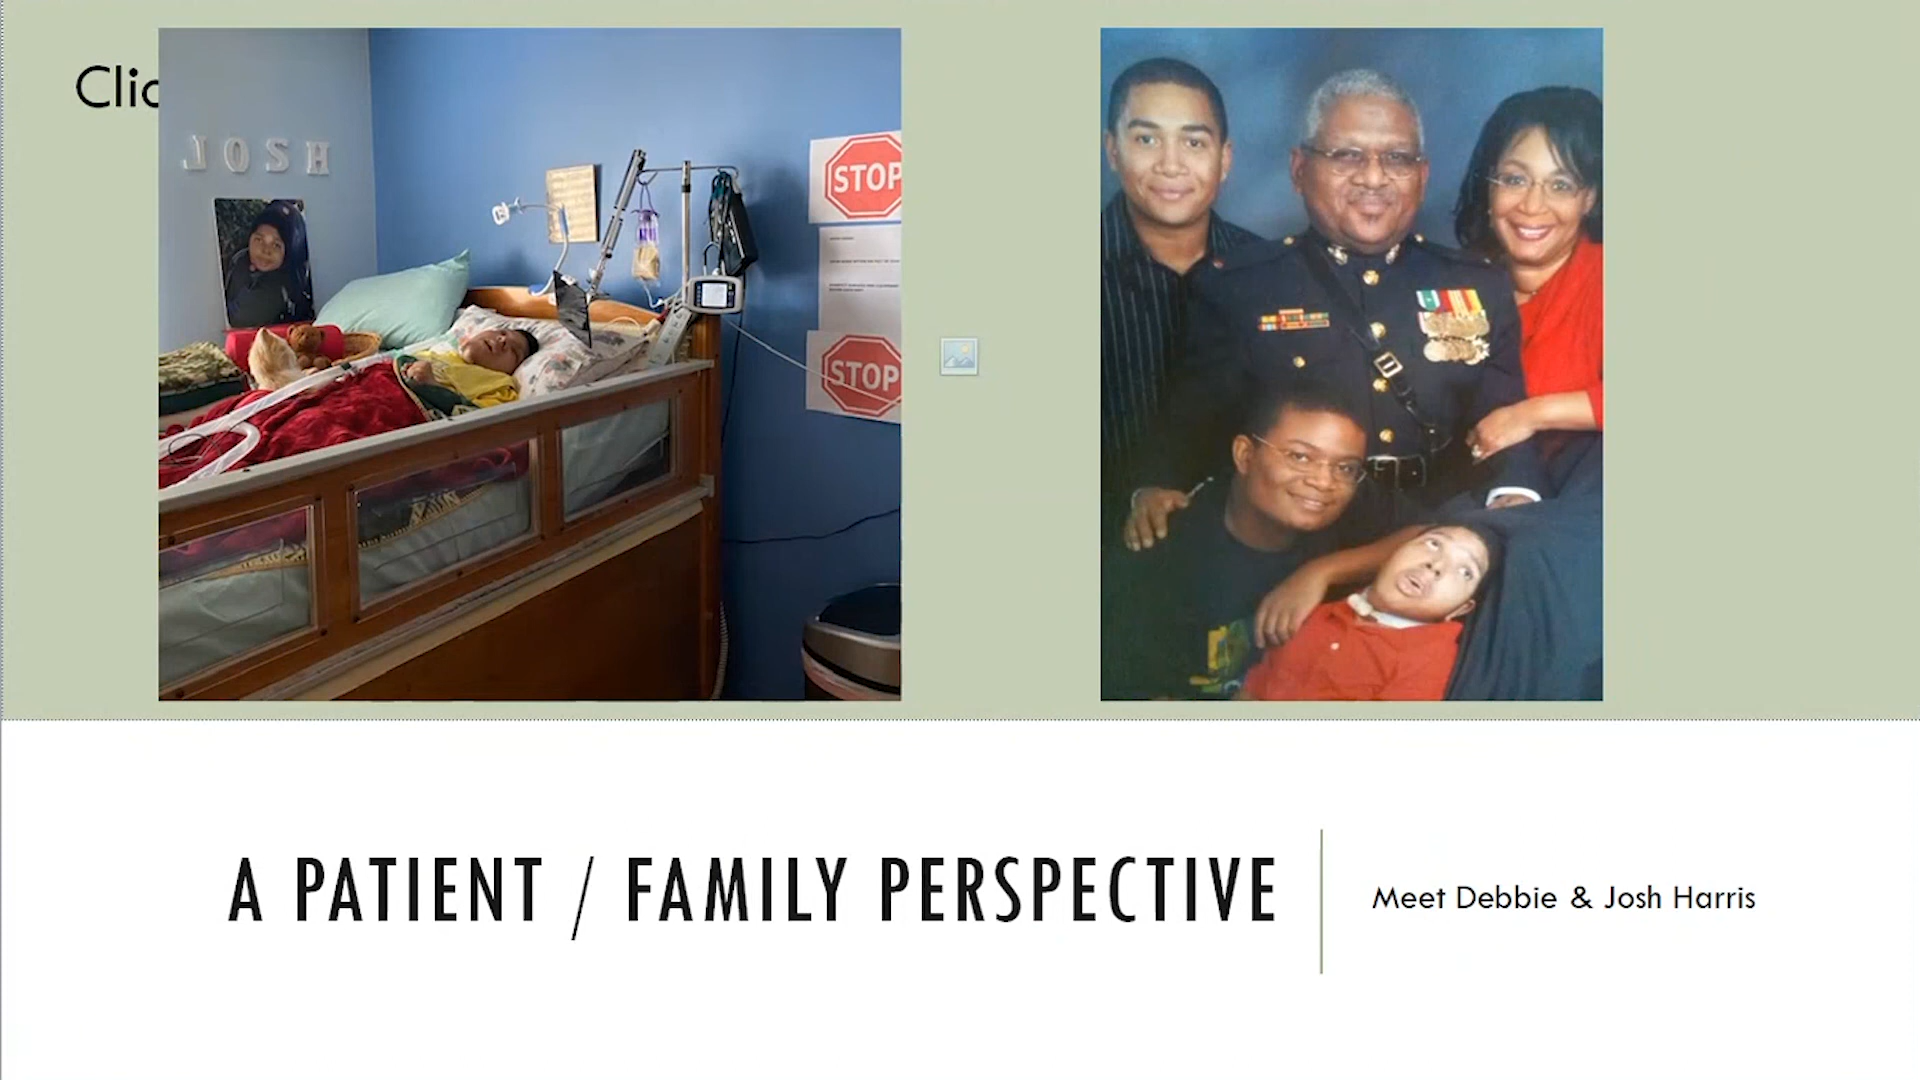 Clic
JOSH
STOP
STOP
A PATIENT / FAMILY PERSPECTIVE
Meet Debbie & Josh Harris